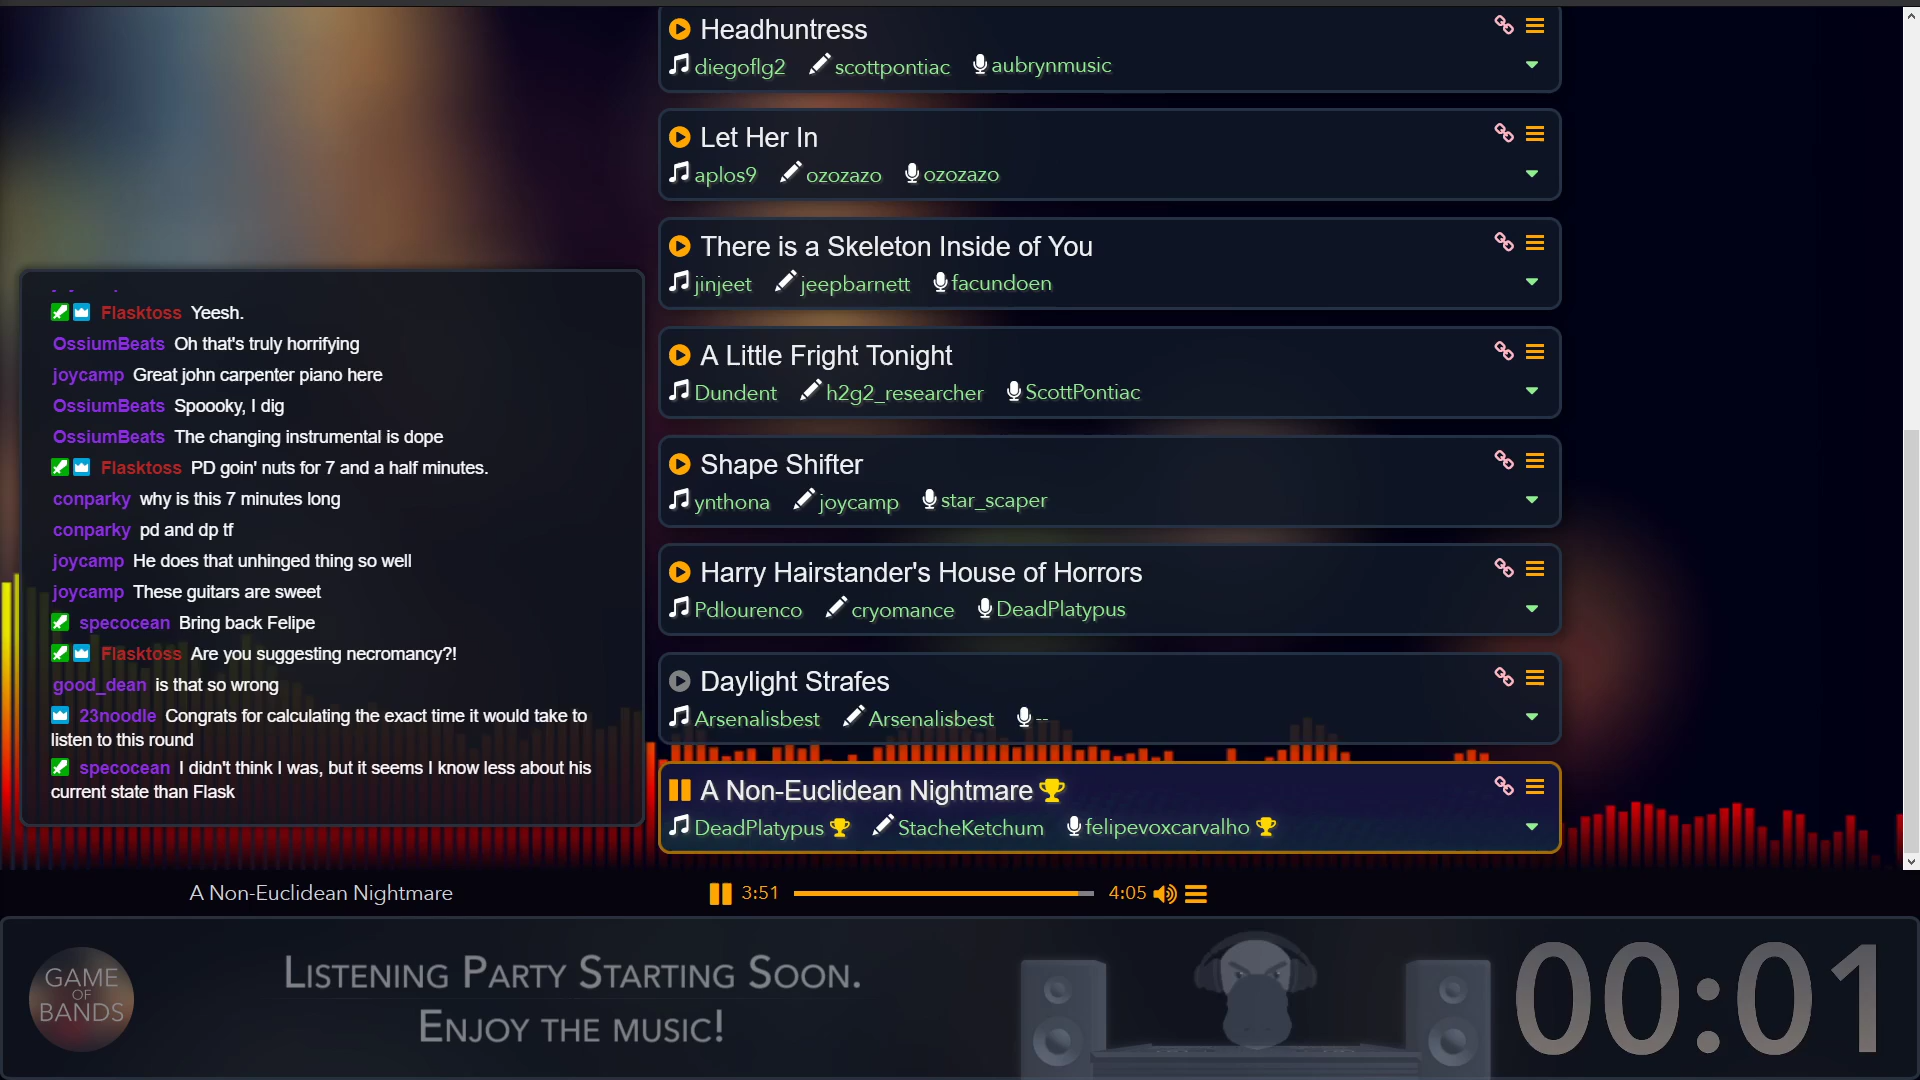 Headhuntress
diegoflg2 scottpontiac aubrynmusic
Let Her In
aplos9 ozozazo ozozazo
There is a Skeleton Inside of You
jinjeet jeepbarnett facundoen
A Little Fright Tonight
Dundent h2g2_researcher ScottPontiac
Shape Shifter
ynthona joycamp star_scaper
Harry Hairstander's House of Horrors
Pdlourenco cryomance DeadPlatypus
Daylight Strafes
Arsenalisbest Arsenalisbest --
A Non-Euclidean Nightmare
DeadPlatypus StacheKetchum felipevoxcarvalho
Flasktoss Yeesh.
OssiumBeats Oh that's truly horrifying
joycamp Great john carpenter piano here
OssiumBeats Spoooky, I dig
OssiumBeats The changing instrumental is dope
Flasktoss PD goin' nuts for 7 and a half minutes.
conparky why is this 7 minutes long
conparky pd and dp tf
joycamp He does that unhinged thing so well
joycamp These guitars are sweet
specocean Bring back Felipe
Flasktoss Are you suggesting necromancy?!
good_dean is that so wrong
23noodle Congrats for calculating the exact time it would take to
listen to this round
specocean I didn't think I was, but it seems I know less about his
current state than Flask
A Non-Euclidean Nightmare
3:51 4:05
GAME
OF
BANDS
Listening Party Starting Soon.
Enjoy the music!
00:01